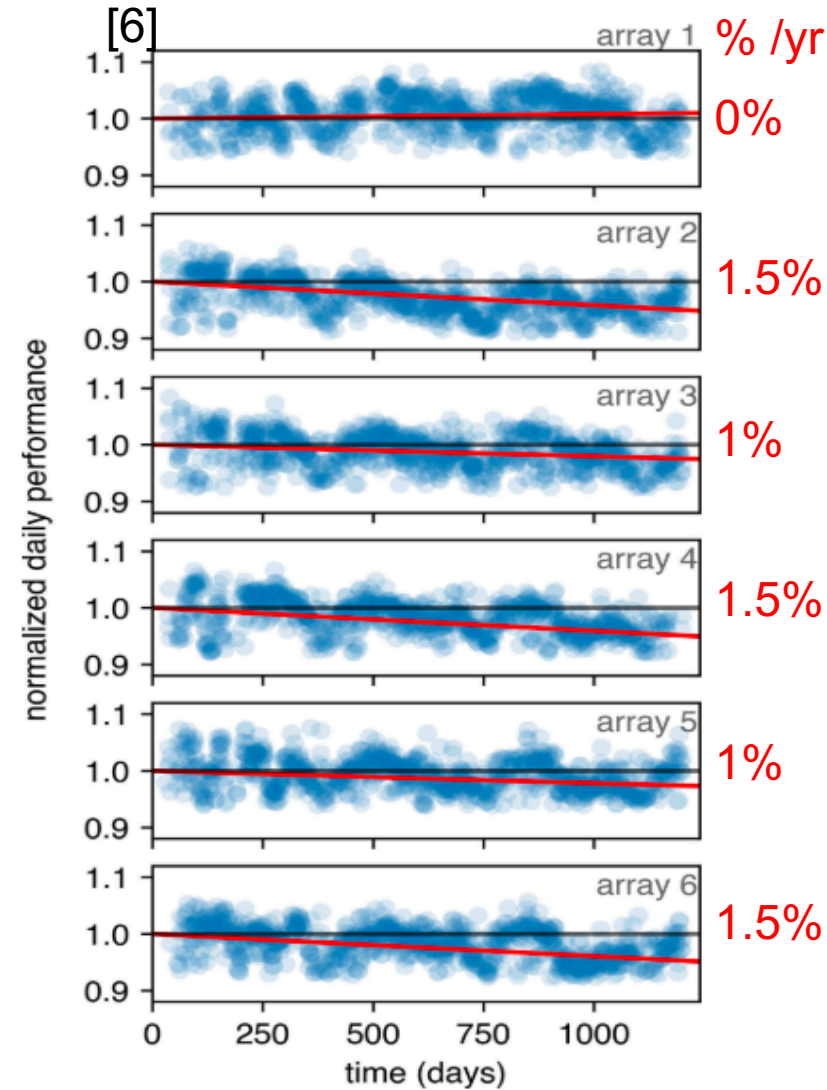 [6]
% /yr
array 1
1.1
1.0
0.9
0%
array 2
1.1
1.0
0.9
1.5%
array 3
1.1
1.0
0.9
1%
array 4
1.1
1.0
0.9
1.5%
array 5
1.1
1.0
0.9
1%
array 6
1.1
1.0
0.9
1.5%
normalized daily performance
0 250 500 750 1000
time (days)